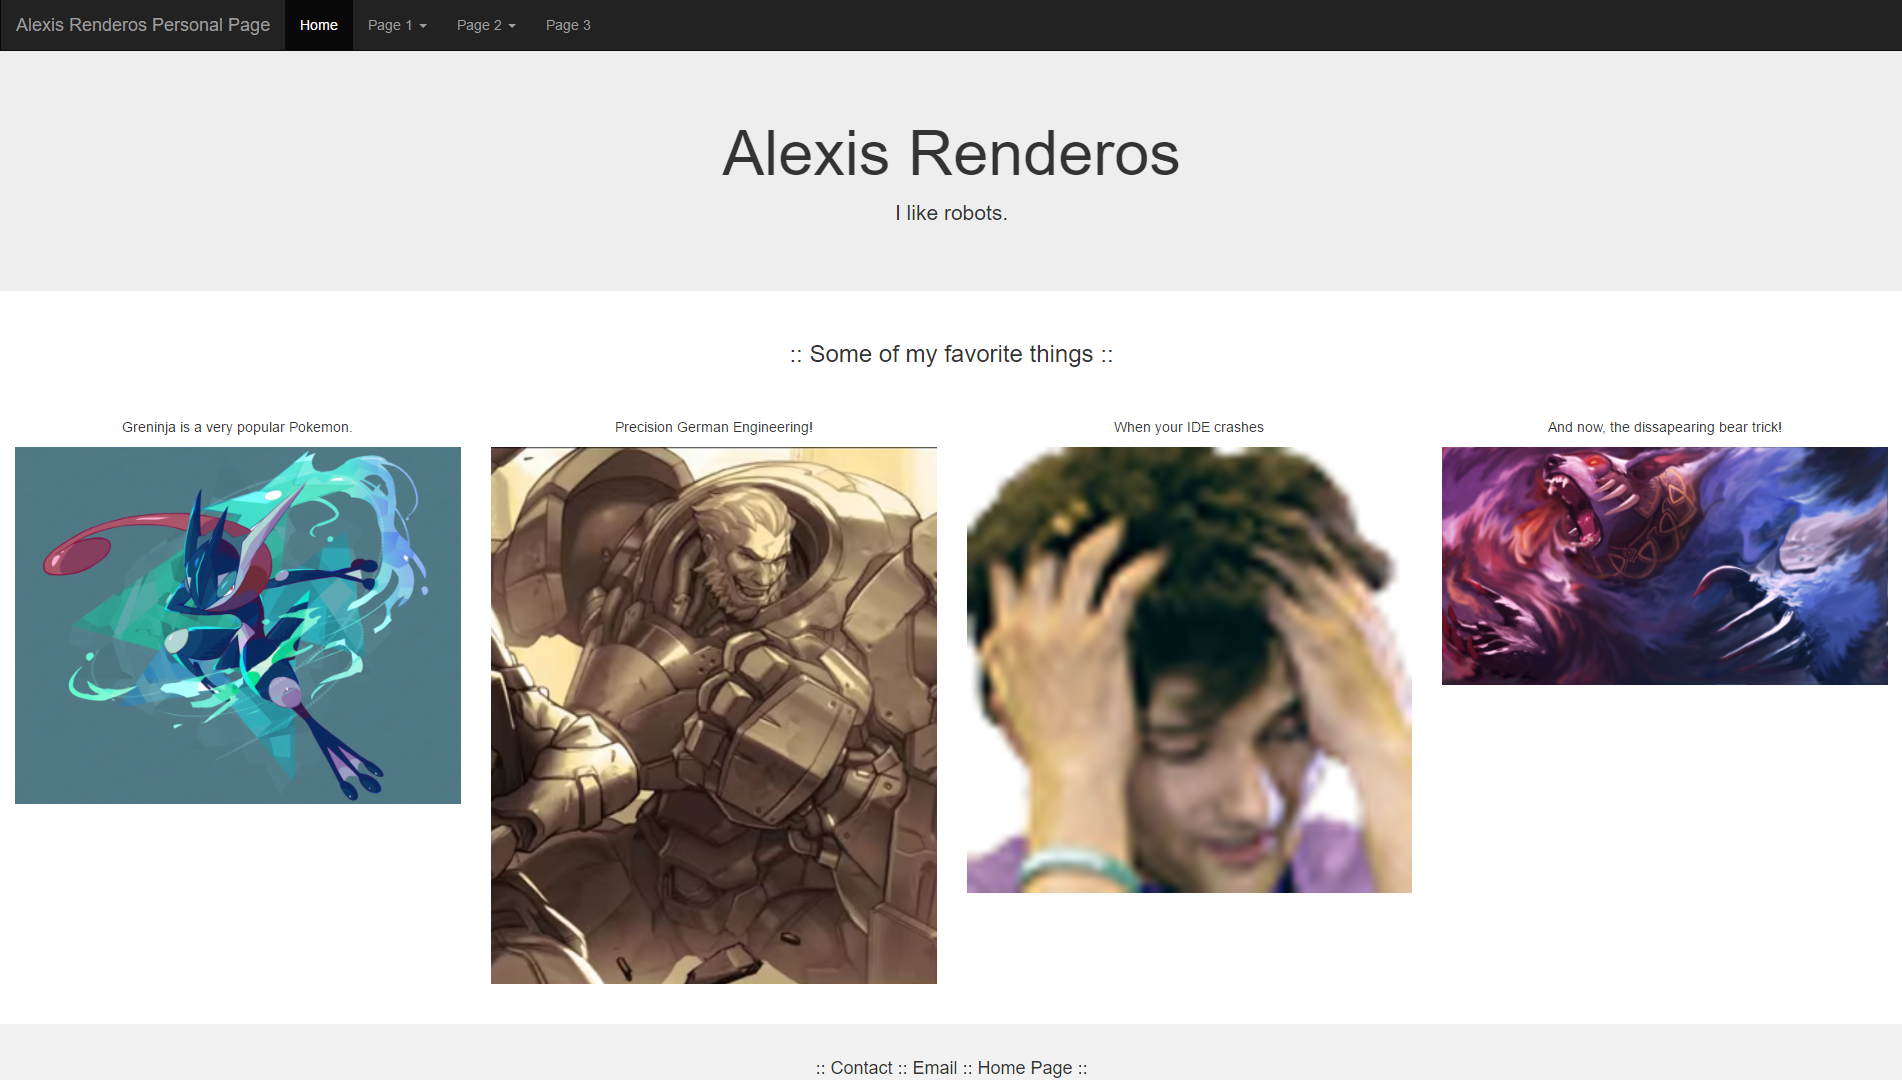 Alexis Renderos Personal Page Home Page 1 Page 2 Page 3
Alexis Renderos
I like robots.
:: Some of my favorite things ::
Greninja is a very popular Pokemon.
Precision German Engineering!
When your IDE crashes
And now, the dissapearing bear trick!
:: Contact :: Email :: Home Page ::